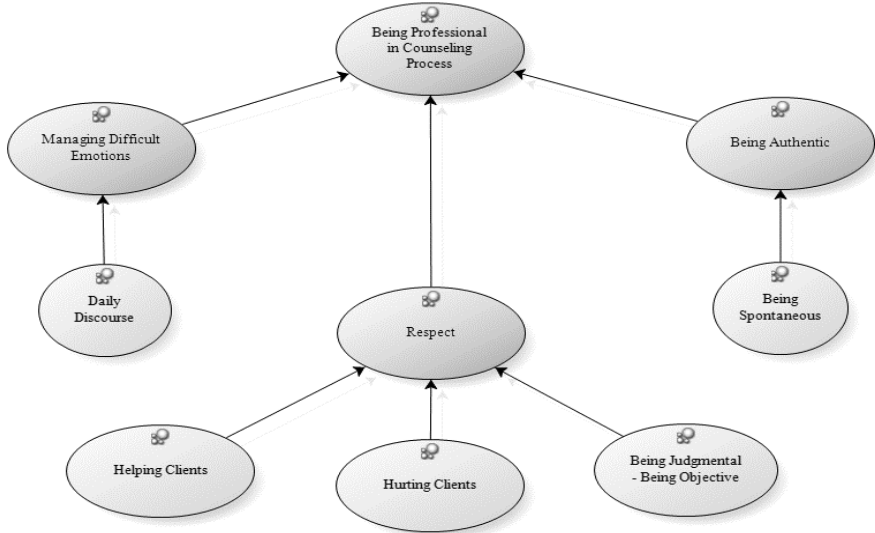 Being Professional
in Counseling
Process
Managing Difficult
Emotions
Being Authentic
Daily
Discourse
Respect
Being
Spontaneous
Helping Clients
Hurting Clients
Being Judgmental
- Being Objective